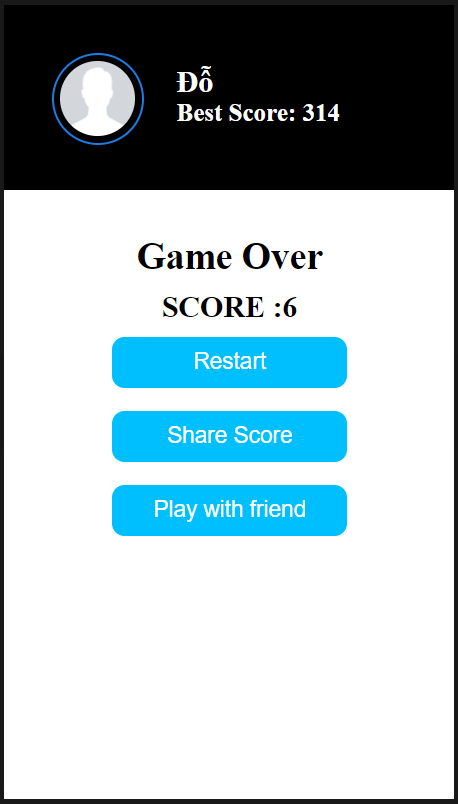 Đỗ
Best Score: 314
Game Over
SCORE :6
Restart
Share Score
Play with friend